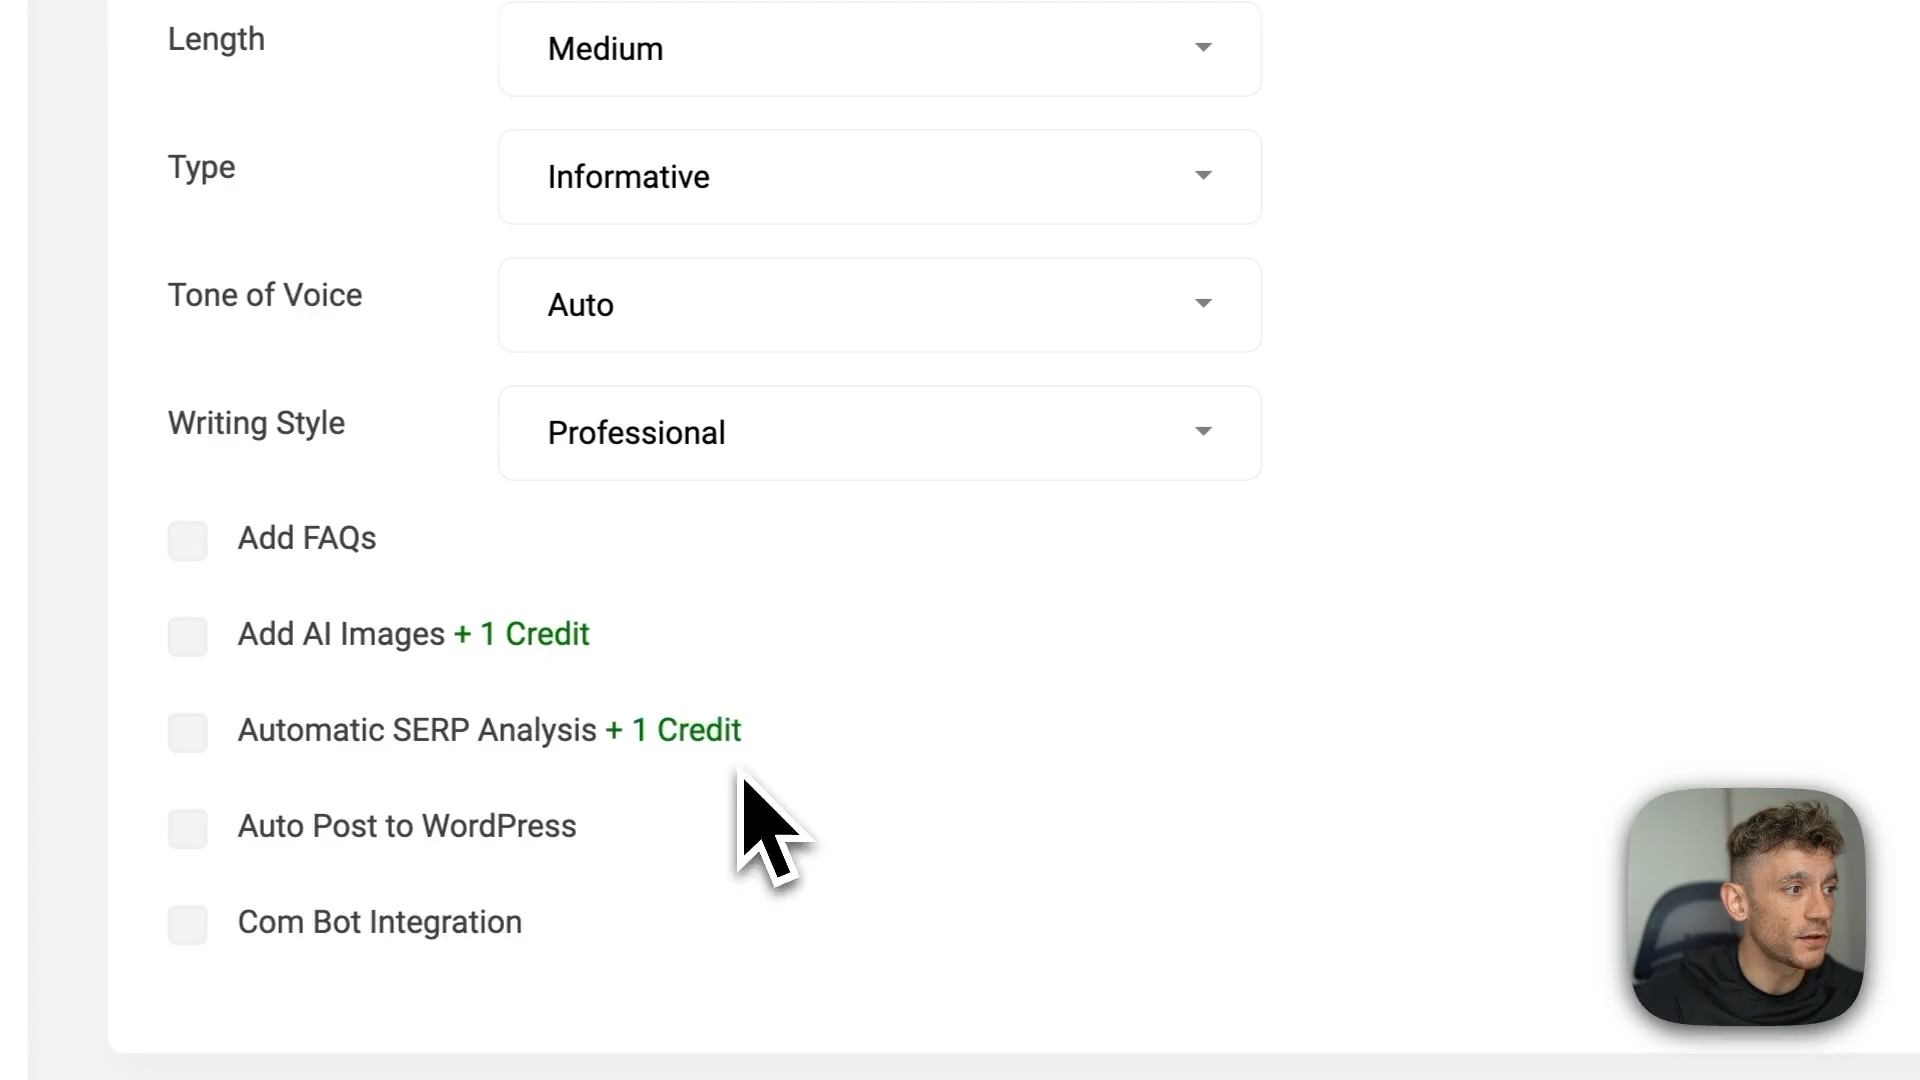 Length
Medium
Type
Informative
Tone of Voice
Auto
Writing Style
Professional
Add FAQs
Add AI Images + 1 Credit
Automatic SERP Analysis + 1 Credit
Auto Post to WordPress
Com Bot Integration